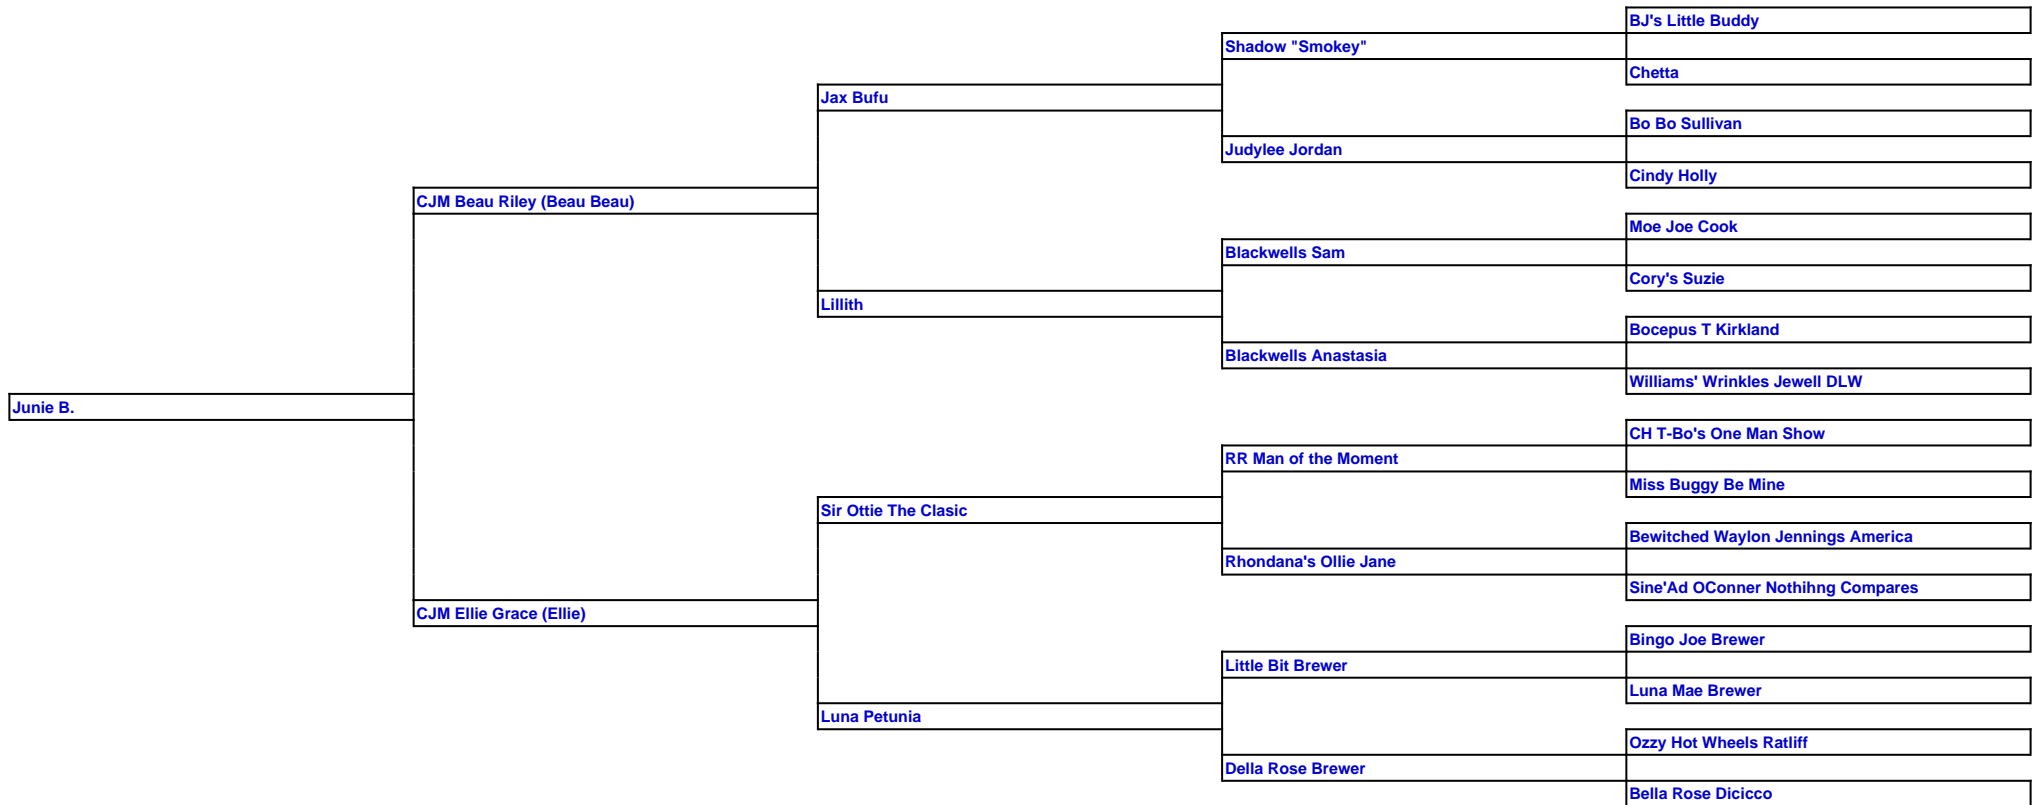 BJ's Little Buddy
Shadow "Smokey"
Chetta
Jax Bufu
Bo Bo Sullivan
Judylee Jordan
Cindy Holly
CJM Beau Riley (Beau Beau)
Moe Joe Cook
Blackwells Sam
Cory's Suzie
Lillith
Bocepus T Kirkland
Blackwells Anastasia
Williams' Wrinkles Jewell DLW
Junie B.
CH T-Bo's One Man Show
RR Man of the Moment
Miss Buggy Be Mine
Sir Ottie The Clasic
Bewitched Waylon Jennings America
Rhondana's Ollie Jane
Sine'Ad OConner Nothihng Compares
CJM Ellie Grace (Ellie)
Bingo Joe Brewer
Little Bit Brewer
Luna Mae Brewer
Luna Petunia
Ozzy Hot Wheels Ratliff
Della Rose Brewer
Bella Rose Dicicco